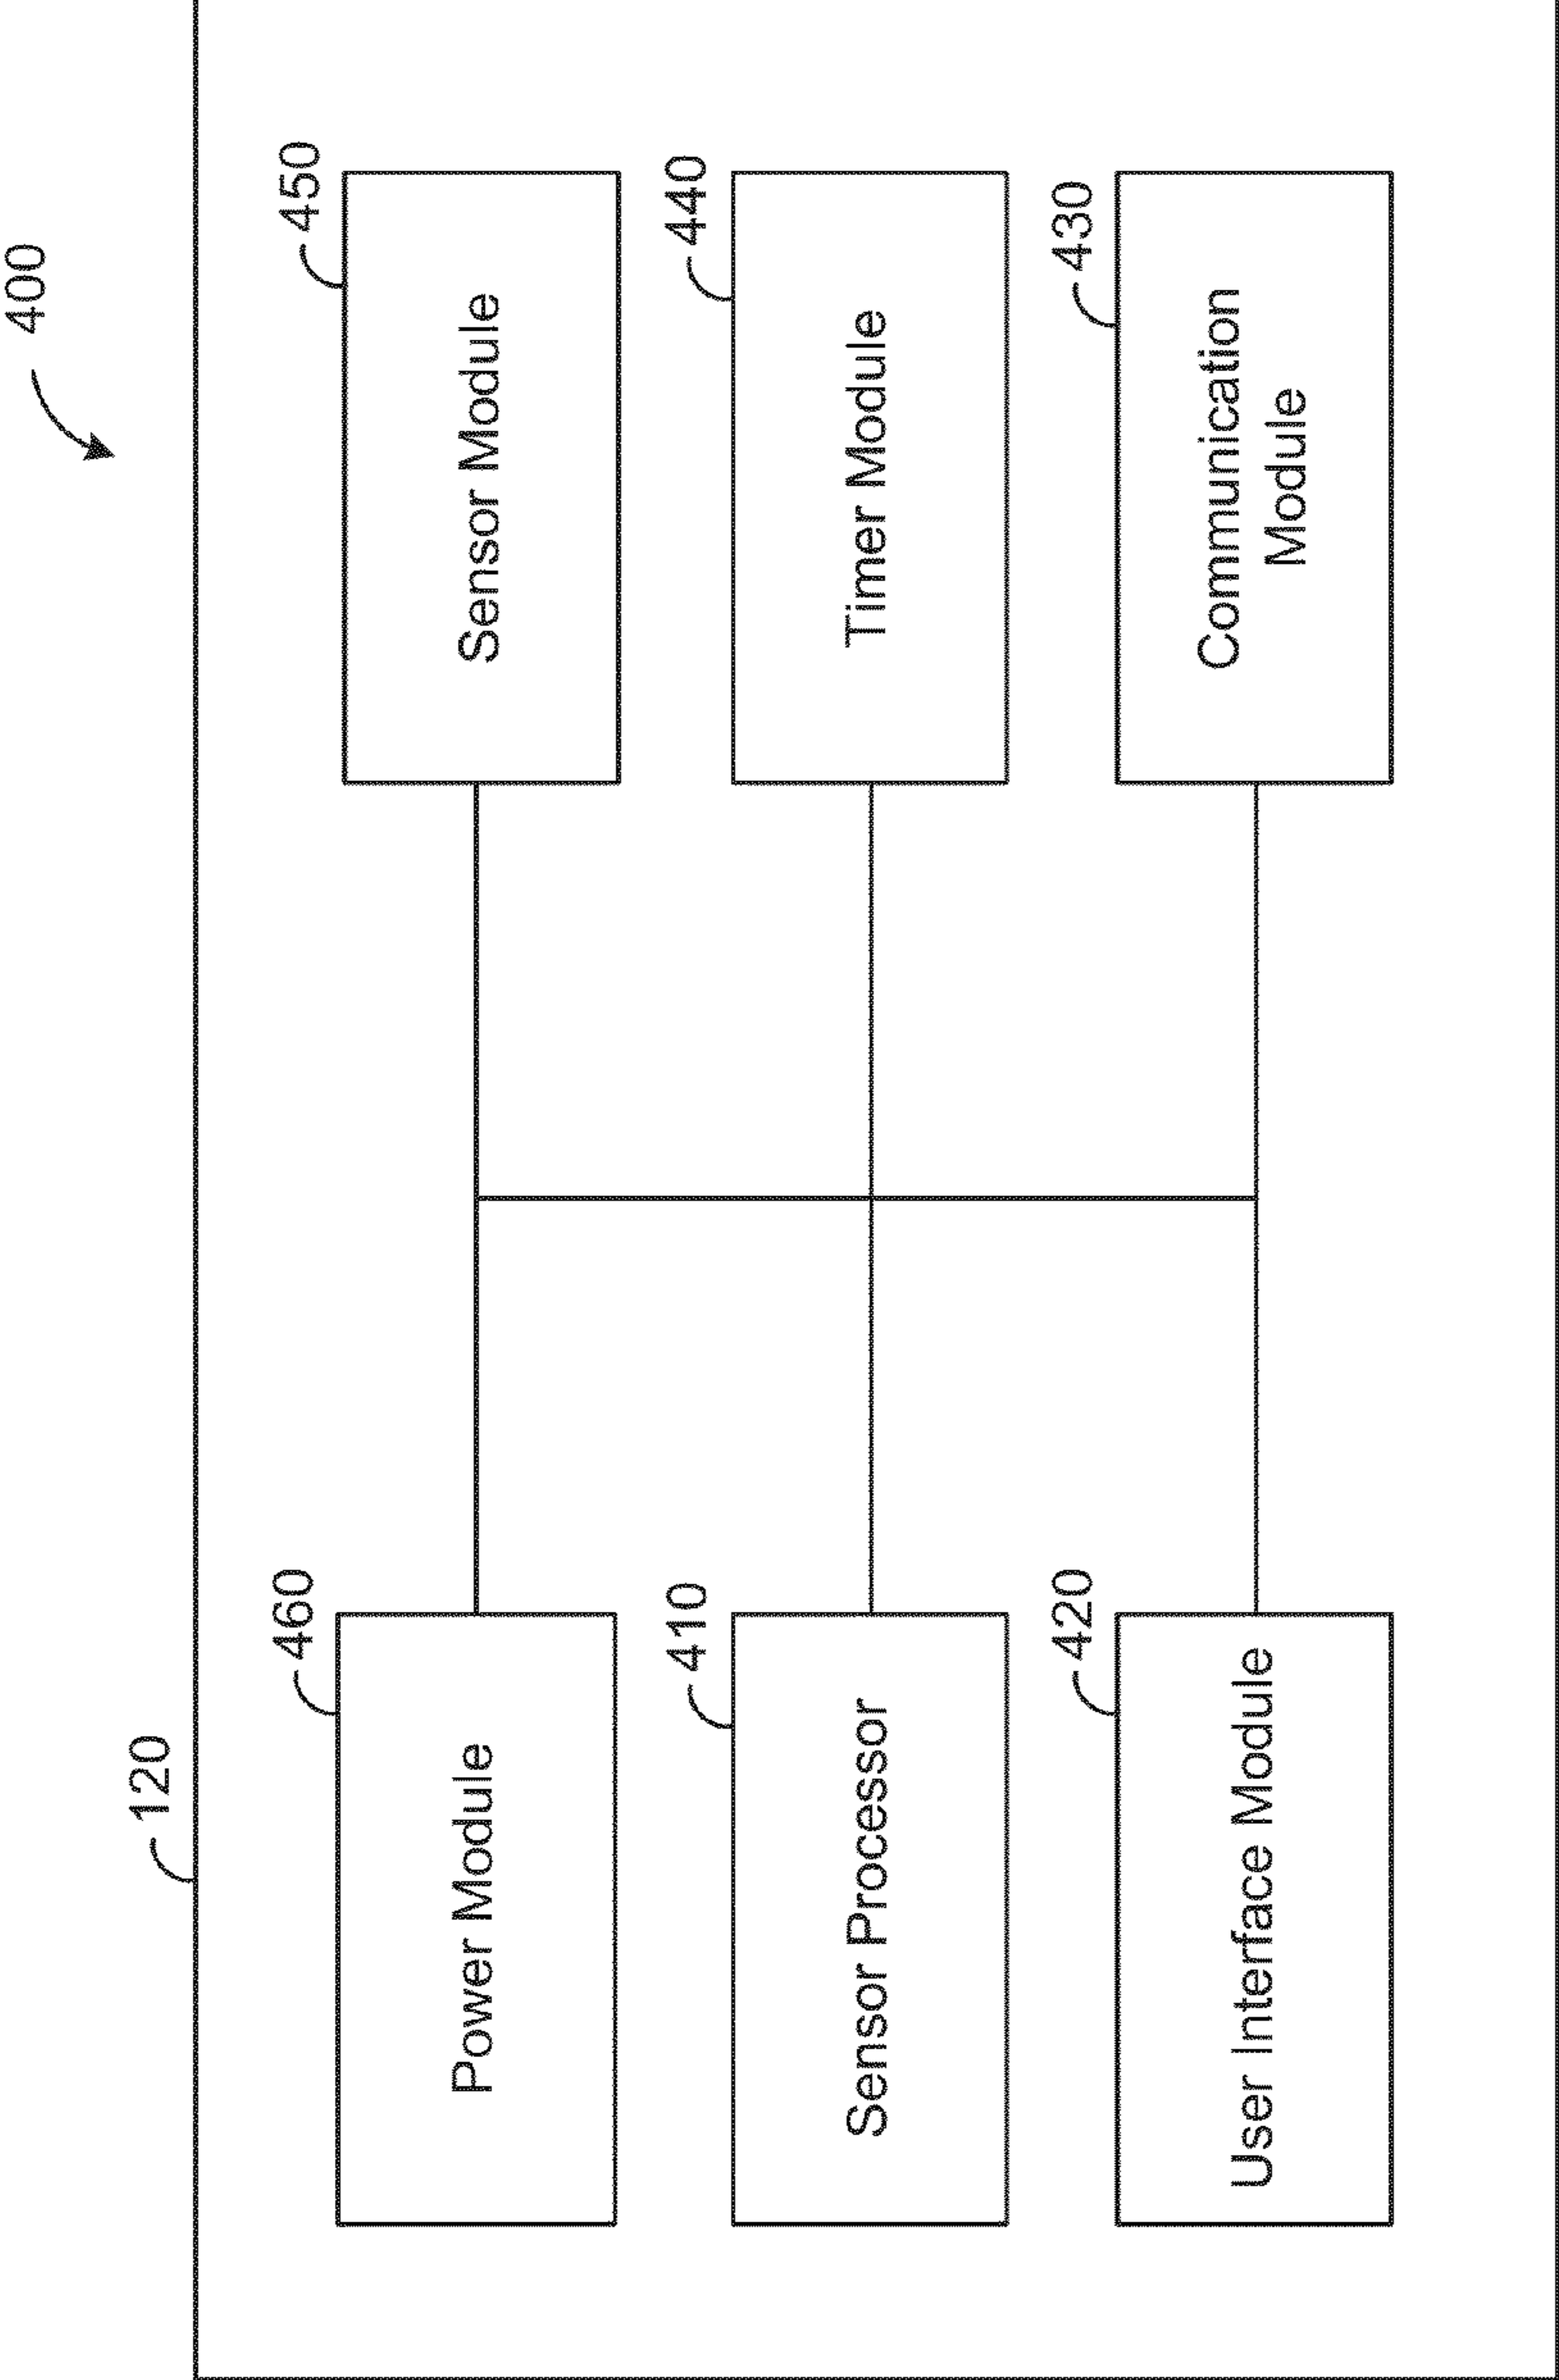 400
120
460
Power Module
450
Sensor Module
410
Sensor Processor
440
Timer Module
420
User Interface Module
430
Communication
Module